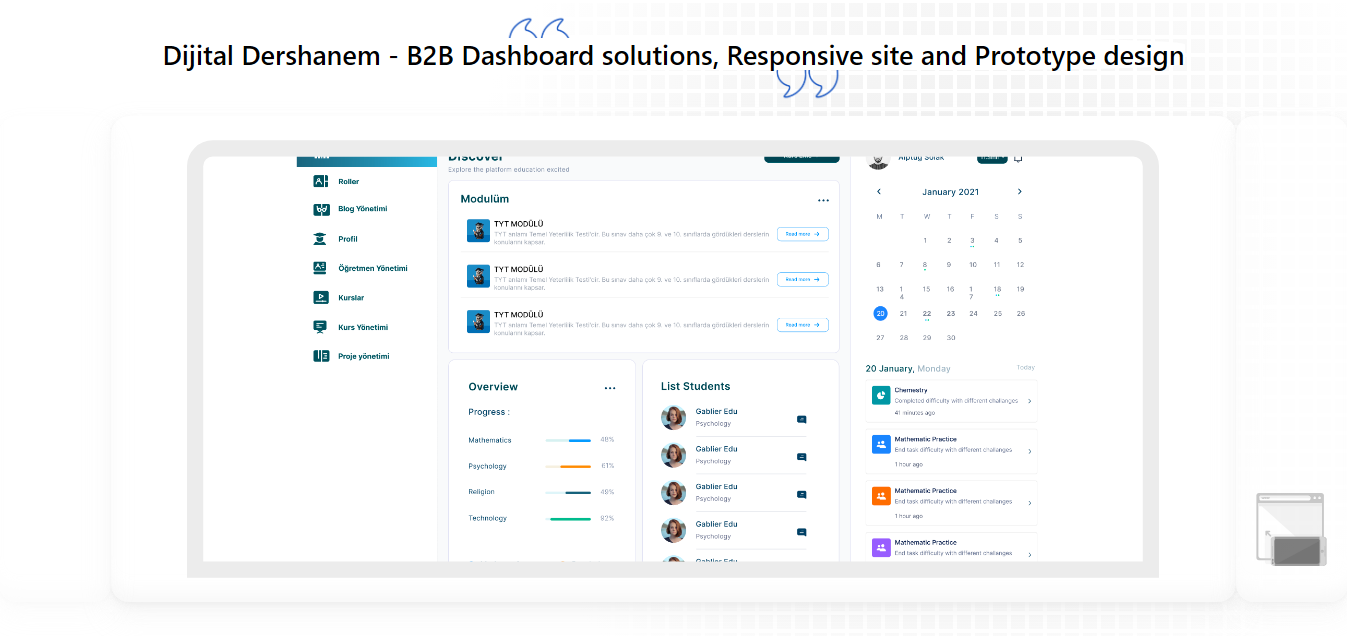 Dijital Dershanem - B2B Dashboard solutions, Responsive site and Prototype design
Roller
Blog Yönetimi
Profil
Öğretmen Yönetimi
Kurslar
Kurs Yönetimi
Proje yönetimi
Discover
Explore the platform education excited
Modulüm
TYT MODÜLÜ
TYT anlamı Temel Yeterlilik Testi'dir. Bu sınav daha çok 9. ve 10. sınıflarda gördükleri derslerin
konularını kapsar.
Read more
TYT MODÜLÜ
TYT anlamı Temel Yeterlilik Testi'dir. Bu sınav daha çok 9. ve 10. sınıflarda gördükleri derslerin
konularını kapsar.
Read more
TYT MODÜLÜ
TYT anlamı Temel Yeterlilik Testi'dir. Bu sınav daha çok 9. ve 10. sınıflarda gördükleri derslerin
konularını kapsar.
Read more
Overview
Progress :
Mathematics 48%
Psychology 61%
Religion 49%
Technology 92%
List Students
Gablier Edu
Psychology
Gablier Edu
Psychology
Gablier Edu
Psychology
Gablier Edu
Psychology
Gablier Edu
Alptuğ Solak
January 2021
M T W T F S S
1 2 3 4 5
6 7 8 9 10 11 12
13 14 15 16 17 18 19
20 21 22 23 24 25 26
27 28 29 30
20 January, Monday Today
Chemestry
Completed difficulty with different challanges
41 minutes ago
Mathematic Practice
End task difficulty with different challanges
1 hour ago
Mathematic Practice
End task difficulty with different challanges
1 hour ago
Mathematic Practice
End task difficulty with different challanges